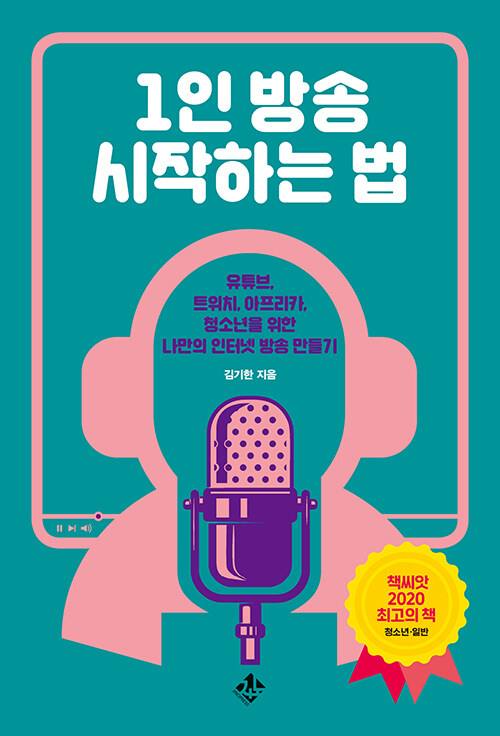 1인 방송
시작하는 법
유튜브,
트위치, 아프리카,
청소년을 위한
나만의 인터넷 방송 만들기
김기한 지음
책씨앗
2020
최고의 책
청소년·일반